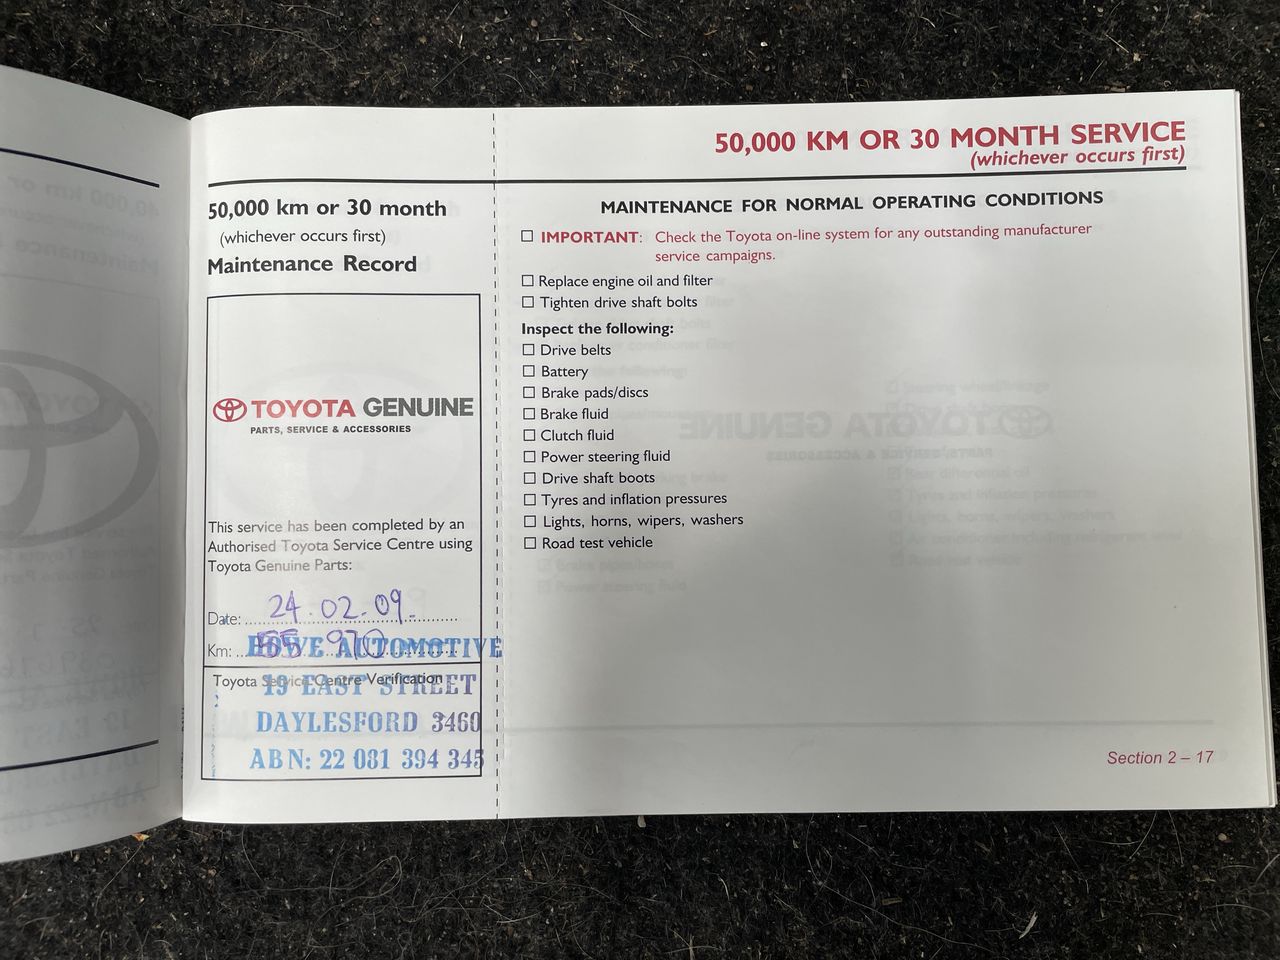 50,000 KM OR 30 MONTH SERVICE
(whichever occurs first)
50,000 km or 30 month
(whichever occurs first)
Maintenance Record
TOYOTA GENUINE
PARTS, SERVICE & ACCESSORIES
This service has been completed by an
Authorised Toyota Service Centre using
Toyota Genuine Parts:
Date: 24.02.09.
Km: 970
HOWE AUTOMOTIVE
Toyota Service Centre Verification
19 EAST STREET
DAYLESFORD 3460
ABN: 22 081 394 345
MAINTENANCE FOR NORMAL OPERATING CONDITIONS
☐ IMPORTANT: Check the Toyota on-line system for any outstanding manufacturer
service campaigns.
☐ Replace engine oil and filter
☐ Tighten drive shaft bolts
Inspect the following:
☐ Drive belts
☐ Battery
☐ Brake pads/discs
☐ Brake fluid
☐ Clutch fluid
☐ Power steering fluid
☐ Drive shaft boots
☐ Tyres and inflation pressures
☐ Lights, horns, wipers, washers
☐ Road test vehicle
Section 2 – 17